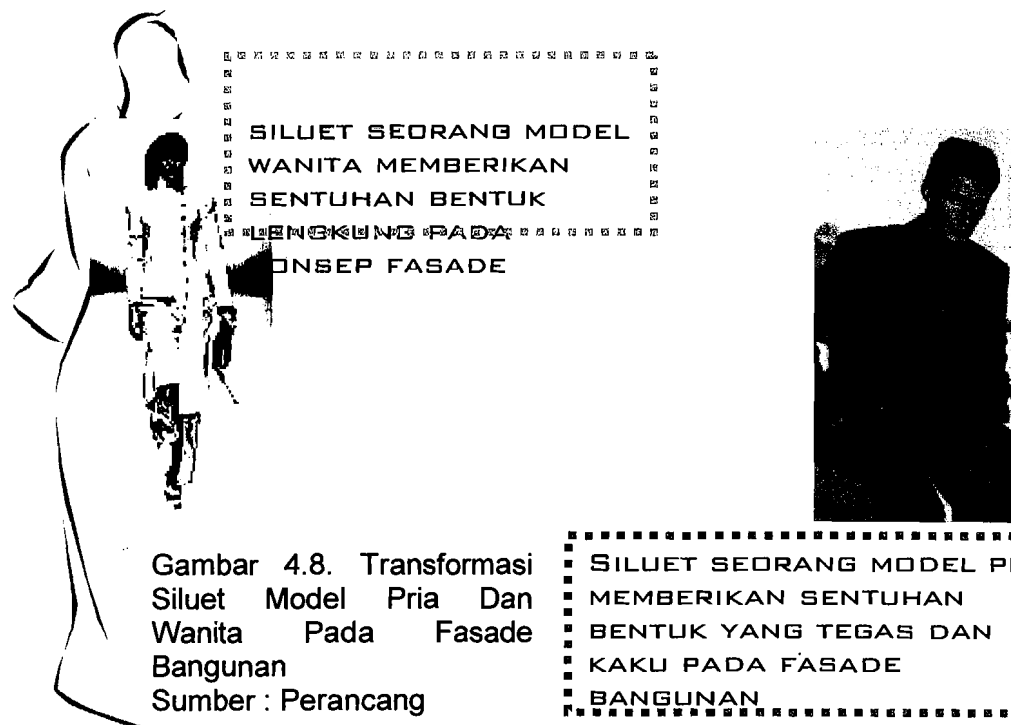 SILUET SEORANG MODEL
WANITA MEMBERIKAN
SENTUHAN BENTUK
LENGKUNG PADA
ONSEP FASADE
Gambar 4.8. Transformasi
Siluet Model Pria Dan
Wanita Pada Fasade
Bangunan
Sumber : Perancang
SILUET SEORANG MODEL
MEMBERIKAN SENTUHAN
BENTUK YANG TEGAS DAN
KAKU PADA FASADE
BANGUNAN